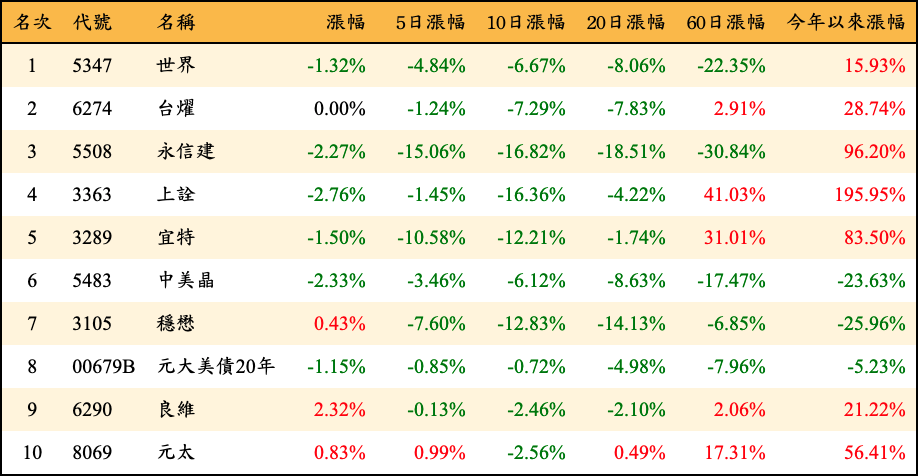 名次 代號 名稱 漲幅 5日漲幅 10日漲幅 20日漲幅 60日漲幅 今年以來漲幅
1 5347 世界 -1.32% -4.84% -6.67% -8.06% -22.35% 15.93%
2 6274 台燿 0.00% -1.24% -7.29% -7.83% 2.91% 28.74%
3 5508 永信建 -2.27% -15.06% -16.82% -18.51% -30.84% 96.20%
4 3363 上詮 -2.76% -1.45% -16.36% -4.22% 41.03% 195.95%
5 3289 宜特 -1.50% -10.58% -12.21% -1.74% 31.01% 83.50%
6 5483 中美晶 -2.33% -3.46% -6.12% -8.63% -17.47% -23.63%
7 3105 穩懋 0.43% -7.60% -12.83% -14.13% -6.85% -25.96%
8 00679B 元大美債20年 -1.15% -0.85% -0.72% -4.98% -7.96% -5.23%
9 6290 良維 2.32% -0.13% -2.46% -2.10% 2.06% 21.22%
10 8069 元太 0.83% 0.99% -2.56% 0.49% 17.31% 56.41%